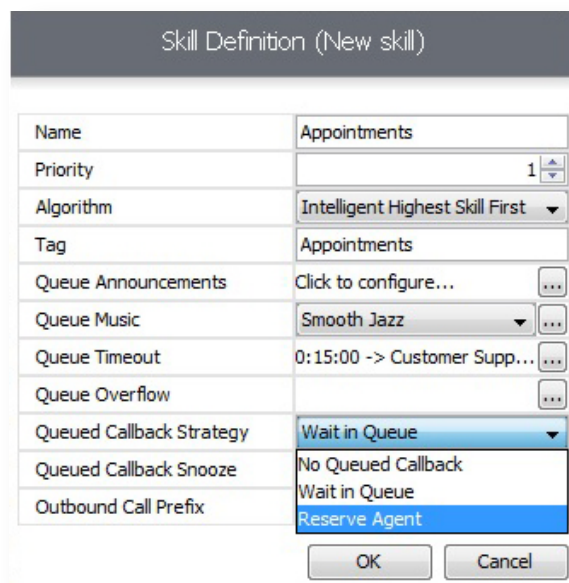 Skill Definition (New skill)
Name Appointments
Priority 1
Algorithm Intelligent Highest Skill First
Tag Appointments
Queue Announcements Click to configure... ...
Queue Music Smooth Jazz ...
Queue Timeout 0:15:00 -> Customer Supp... ...
Queue Overflow ...
Queued Callback Strategy Wait in Queue
Queued Callback Snooze No Queued Callback
Wait in Queue
Outbound Call Prefix Reserve Agent
OK Cancel